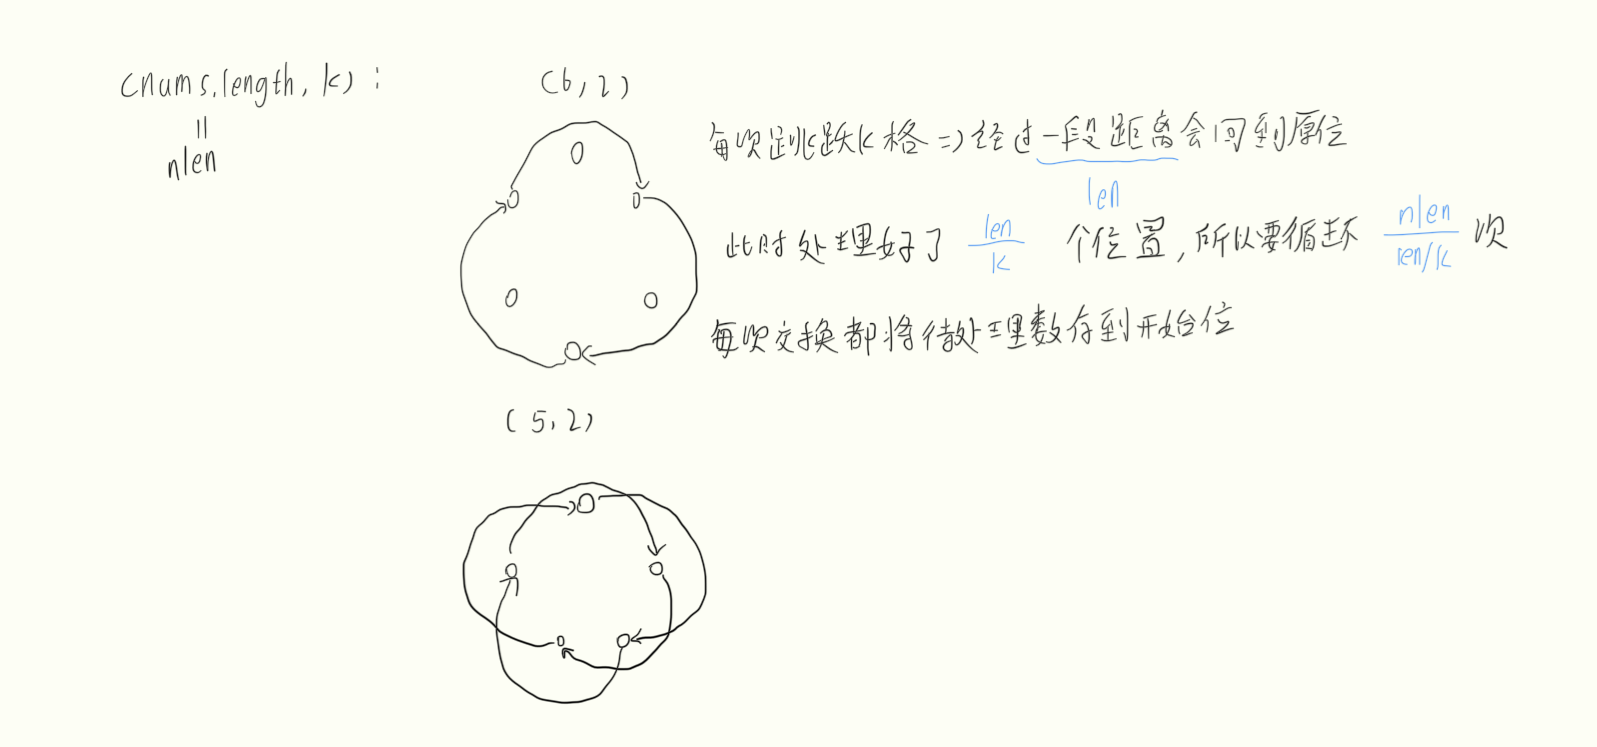 (nums.length, k) :
||
nlen
(6, 2)
每次跳跃k格 => 经过一段距离会回到原位
len
此时处理好了 len/k 个位置,所以要循环 nlen/(len/k) 次
每次交换都将待处理数存到开始位
(5, 2)